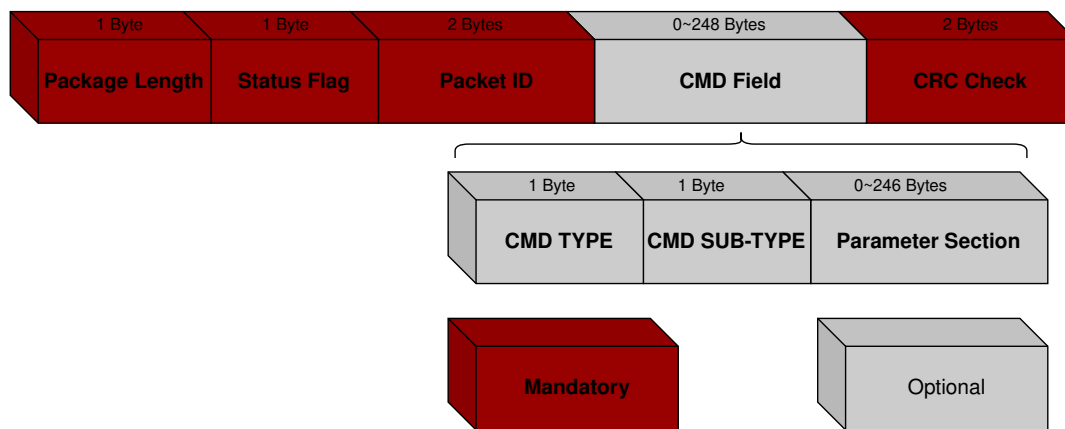 1 Byte 1 Byte 2 Bytes 0~248 Bytes 2 Bytes
Package Length Status Flag Packet ID CMD Field CRC Check
1 Byte 1 Byte 0~246 Bytes
CMD TYPE CMD SUB-TYPE Parameter Section
Mandatory Optional